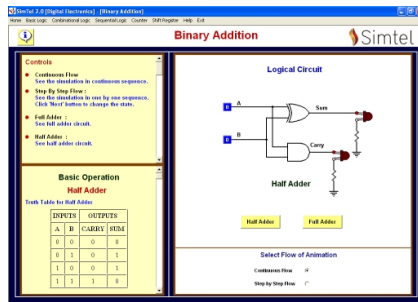 SimTel 2.0 [Digital Electronics] - [Binary Addition]
Home Basic Logic Combinational Logic Sequential Logic Counter Shift Register Help Exit
Binary Addition
Simtel
Controls
Continuous Flow
See the simulation in continuous sequence.
Step By Step Flow :
See the simulation in one by one sequence.
Click 'Next' button to change the state.
Full Adder :
See full adder circuit.
Half Adder :
See half adder circuit.
Basic Operation
Half Adder
Truth Table for Half Adder
INPUTS OUTPUTS
A B CARRY SUM
0 0 0 0
0 1 0 1
1 0 0 1
1 1 1 0
Logical Circuit
0 A
Sum
0 B
Carry
Half Adder
Half Adder Full Adder
Select Flow of Animation
Continuous Flow
Step by Step Flow